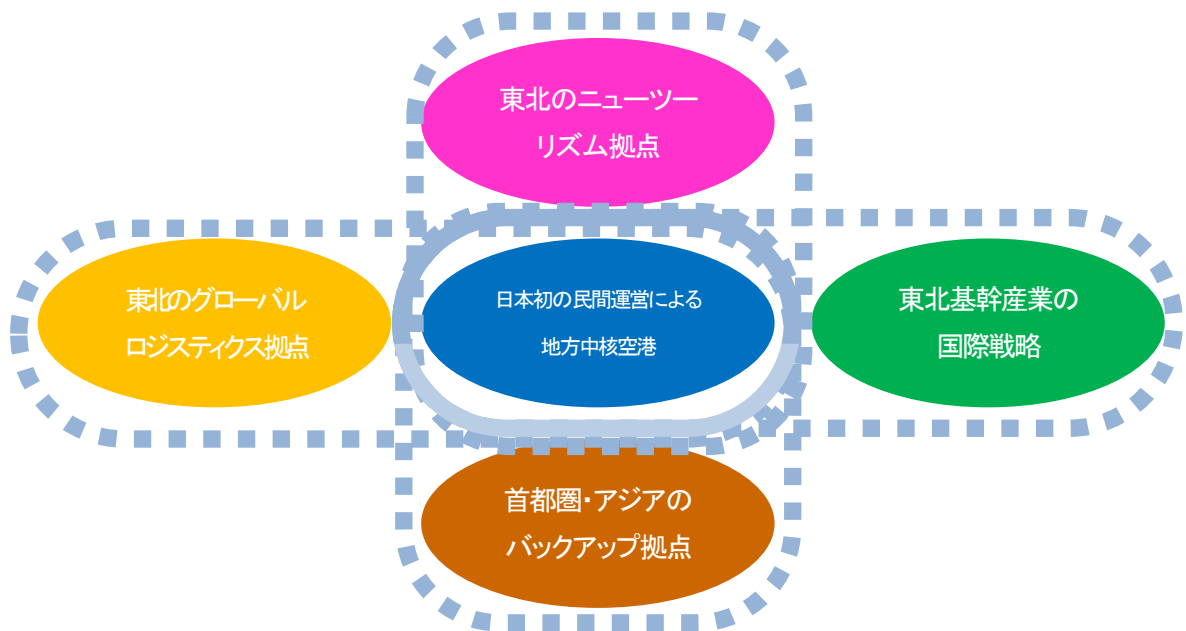 東北のニューツー
リズム拠点
東北のグローバル
ロジスティクス拠点
日本初の民間運営による
地方中核空港
東北基幹産業の
国際戦略
首都圏・アジアの
バックアップ拠点